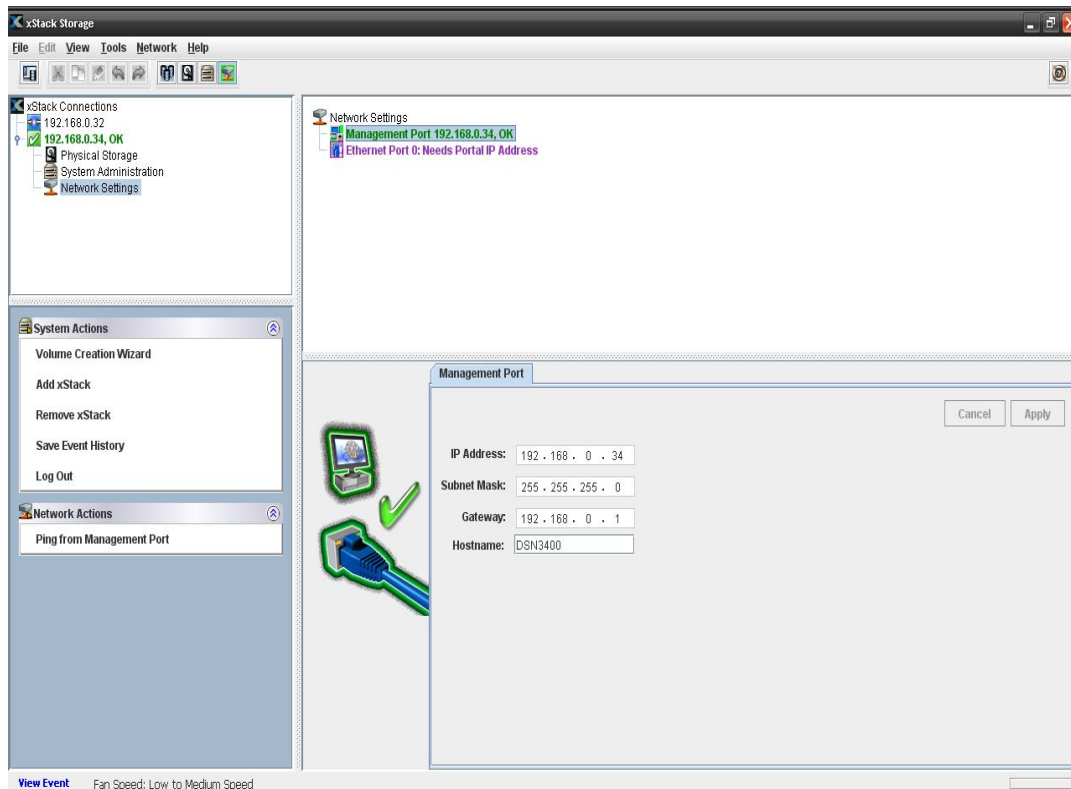 xStack Storage
File Edit View Tools Network Help
xStack Connections
192.168.0.32
192.168.0.34, OK
Physical Storage
System Administration
Network Settings
Network Settings
Management Port 192.168.0.34, OK
Ethernet Port 0: Needs Portal IP Address
System Actions
Volume Creation Wizard
Add xStack
Remove xStack
Save Event History
Log Out
Network Actions
Ping from Management Port
Management Port
Cancel Apply
IP Address: 192 . 168 . 0 . 34
Subnet Mask: 255 . 255 . 255 . 0
Gateway: 192 . 168 . 0 . 1
Hostname: DSN3400
View Event Fan Speed: Low to Medium Speed